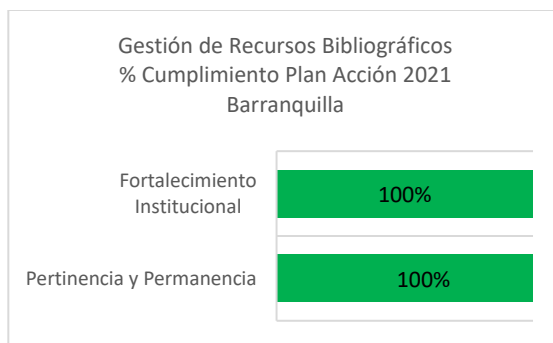 Gestión de Recursos Bibliográficos
% Cumplimiento Plan Acción 2021
Barranquilla
Fortalecimiento
Institucional
100%
Pertinencia y Permanencia
100%